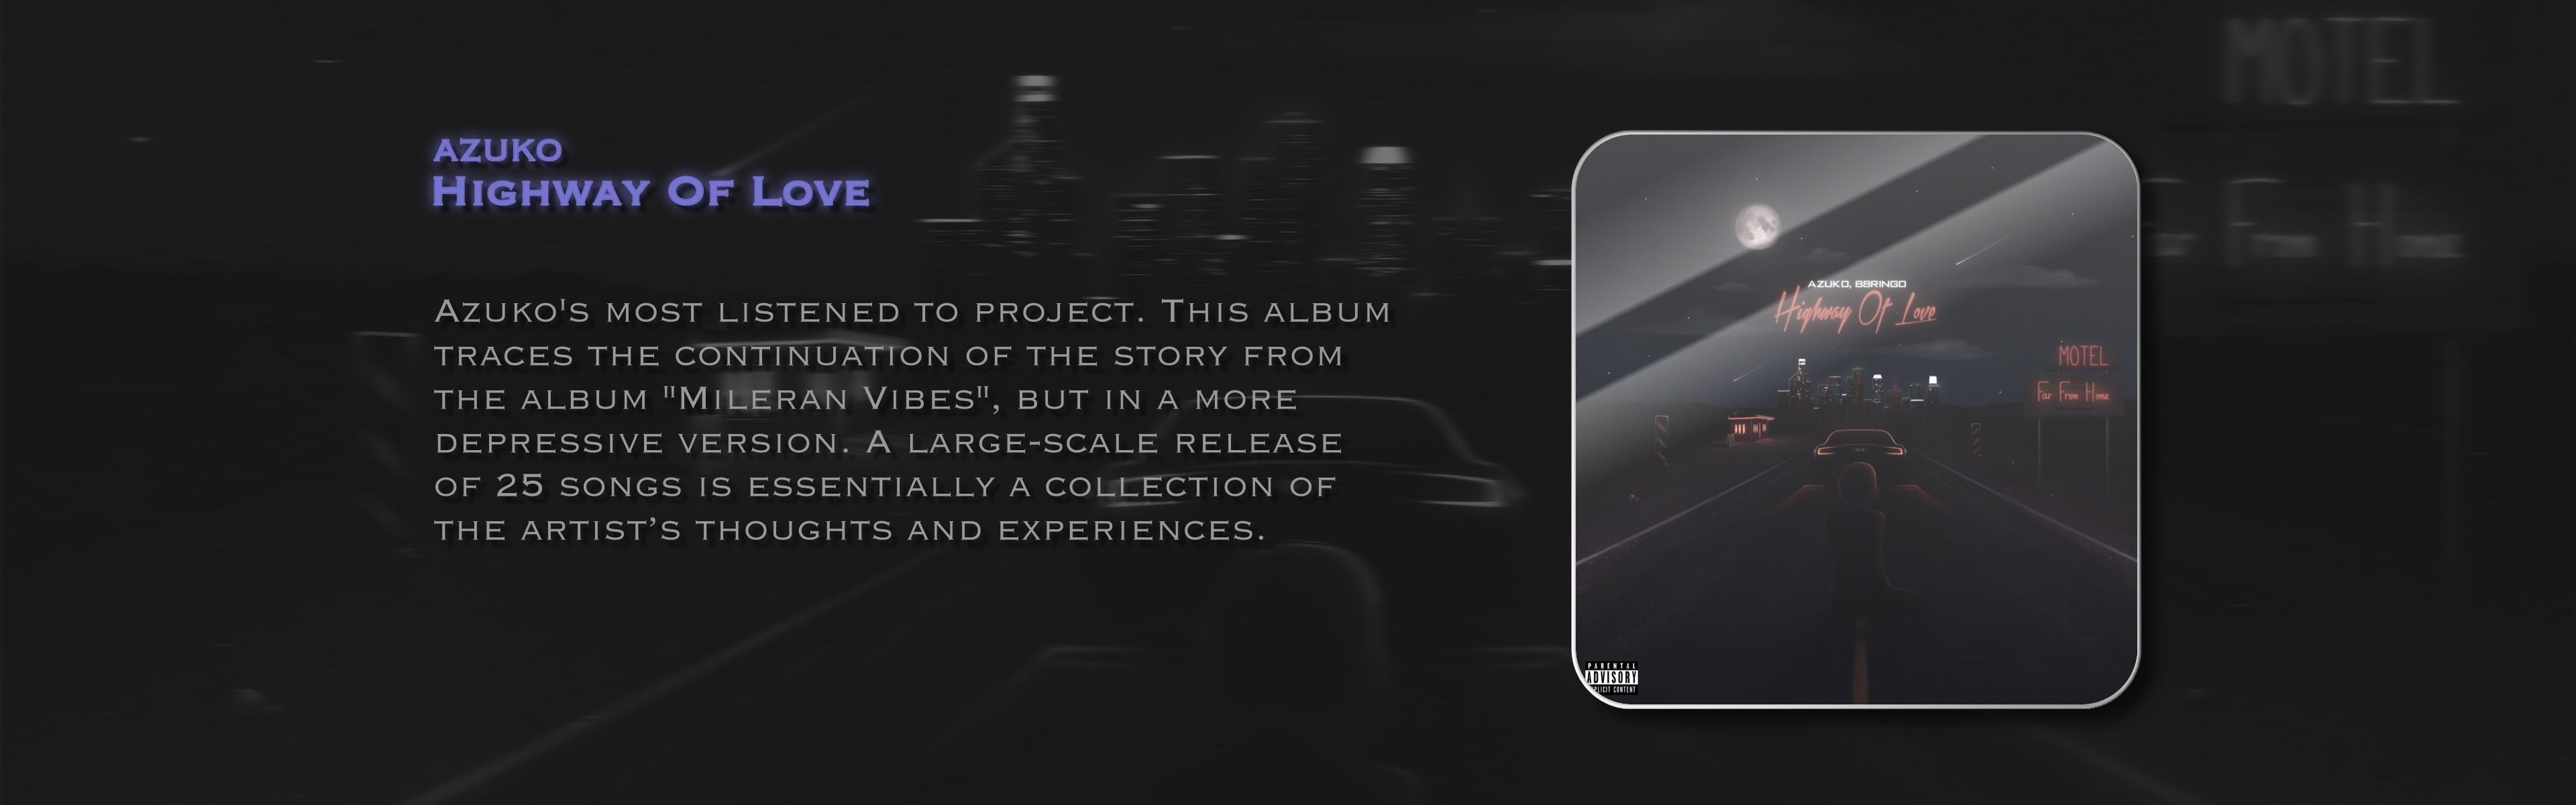 AZUKO
HIGHWAY OF LOVE
AZUKO'S MOST LISTENED TO PROJECT. THIS ALBUM
TRACES THE CONTINUATION OF THE STORY FROM
THE ALBUM "MILERAN VIBES", BUT IN A MORE
DEPRESSIVE VERSION. A LARGE-SCALE RELEASE
OF 25 SONGS IS ESSENTIALLY A COLLECTION OF
THE ARTIST’S THOUGHTS AND EXPERIENCES.
AZUKO, 88RINGO
Highway Of Love
MOTEL
Far From Home
PARENTAL
ADVISORY
EXPLICIT CONTENT
MOTEL
Far From Home